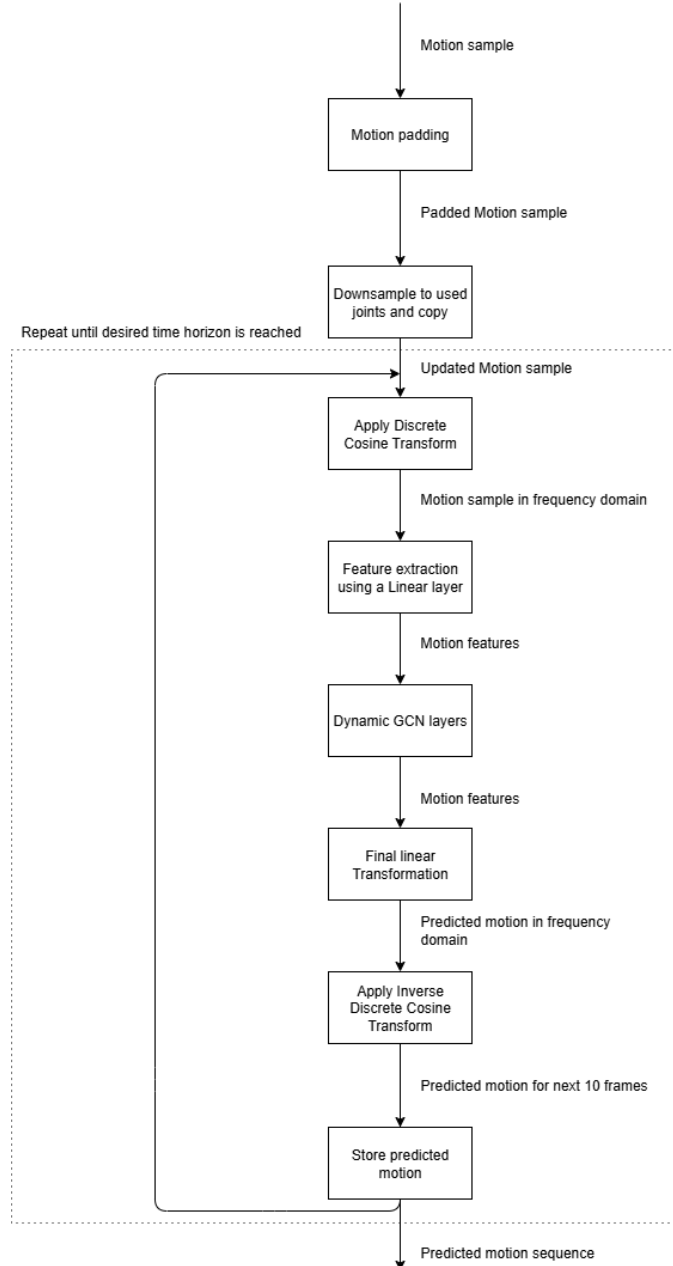 Motion sample
Motion padding
Padded Motion sample
Downsample to used
joints and copy
Repeat until desired time horizon is reached
Updated Motion sample
Apply Discrete
Cosine Transform
Motion sample in frequency domain
Feature extraction
using a Linear layer
Motion features
Dynamic GCN layers
Motion features
Final linear
Transformation
Predicted motion in frequency
domain
Apply Inverse
Discrete Cosine
Transform
Predicted motion for next 10 frames
Store predicted
motion
Predicted motion sequence